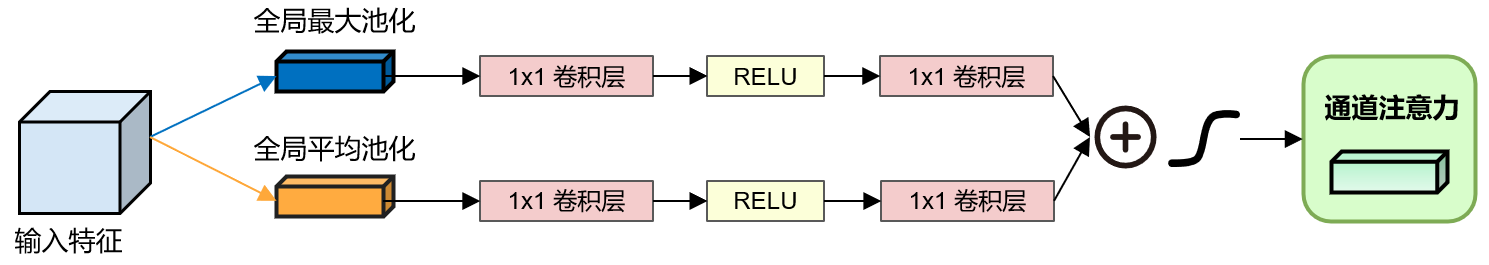 全局最大池化
1x1 卷积层
RELU
1x1 卷积层
通道注意力
全局平均池化
1x1 卷积层
RELU
1x1 卷积层
输入特征